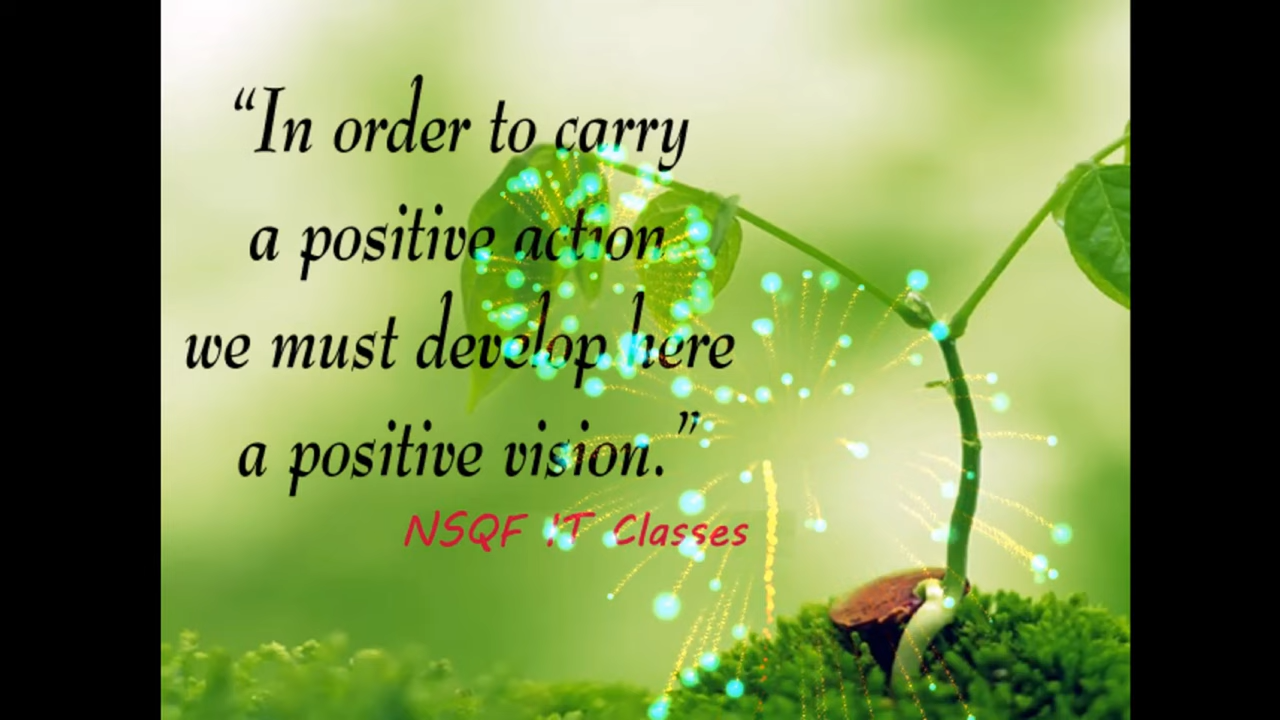 “In order to carry
a positive action
we must develop here
a positive vision.”
NSQF IT Classes